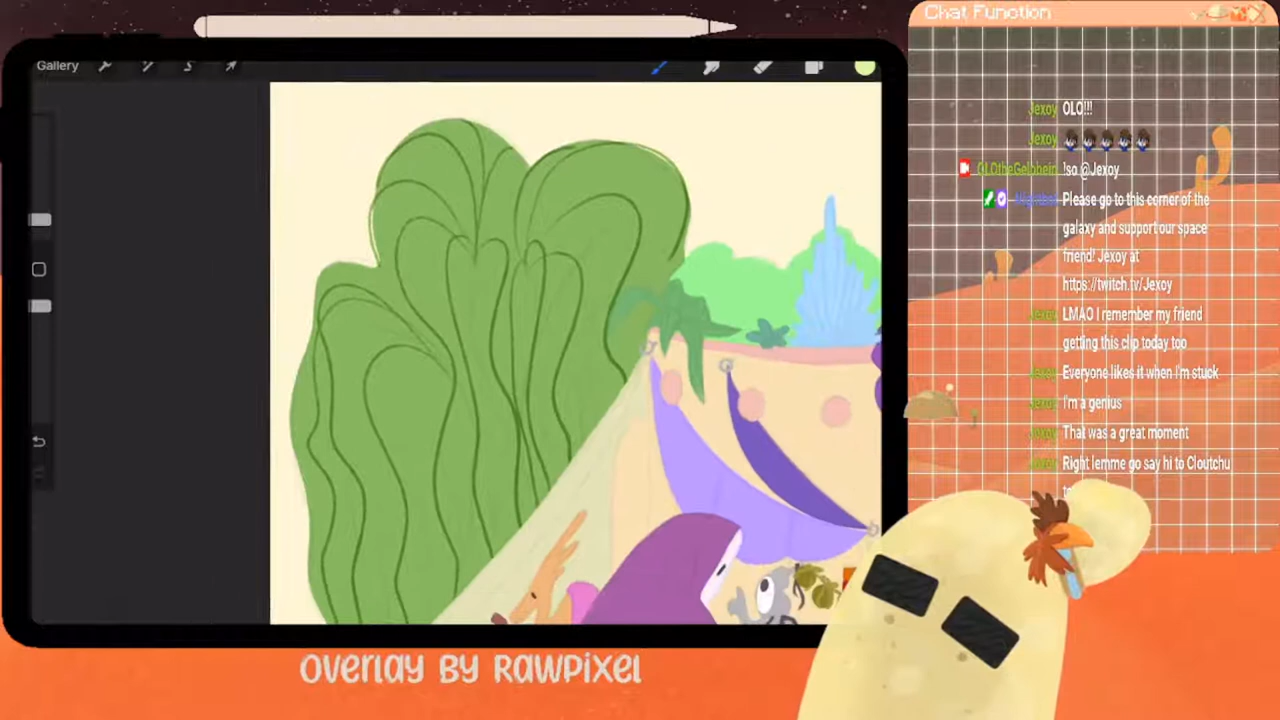 Chat Function
Gallery
Jexoy OLO!!!
Jexoy
OLOtheGelphein !so @Jexoy
Nightbot Please go to this corner of the
galaxy and support our space
friend! Jexoy at
https://twitch.tv/Jexoy
Jexoy LMAO I remember my friend
getting this clip today too
Jexoy Everyone likes it when I'm stuck
Jexoy I'm a genius
Jexoy That was a great moment
Jexoy Right lemme go say hi to Cloutchu
Overlay by Rawpixel